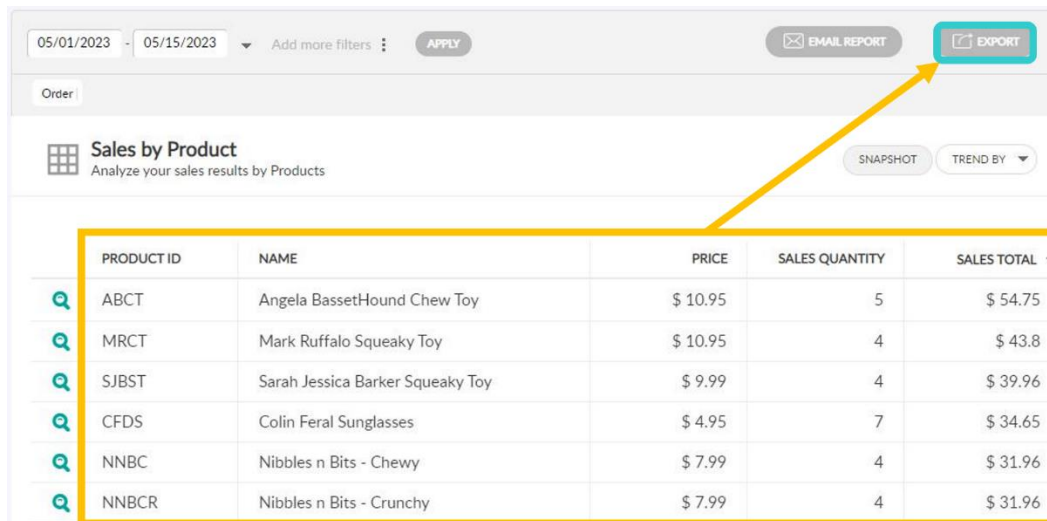 05/01/2023 - 05/15/2023 Add more filters APPLY EMAIL REPORT EXPORT
Order
Sales by Product
Analyze your sales results by Products
SNAPSHOT TREND BY
PRODUCT ID NAME PRICE SALES QUANTITY SALES TOTAL
ABCT Angela BassetHound Chew Toy $ 10.95 5 $ 54.75
MRCT Mark Ruffalo Squeaky Toy $ 10.95 4 $ 43.8
SJBST Sarah Jessica Barker Squeaky Toy $ 9.99 4 $ 39.96
CFDS Colin Feral Sunglasses $ 4.95 7 $ 34.65
NNBC Nibbles n Bits - Chewy $ 7.99 4 $ 31.96
NNBCR Nibbles n Bits - Crunchy $ 7.99 4 $ 31.96